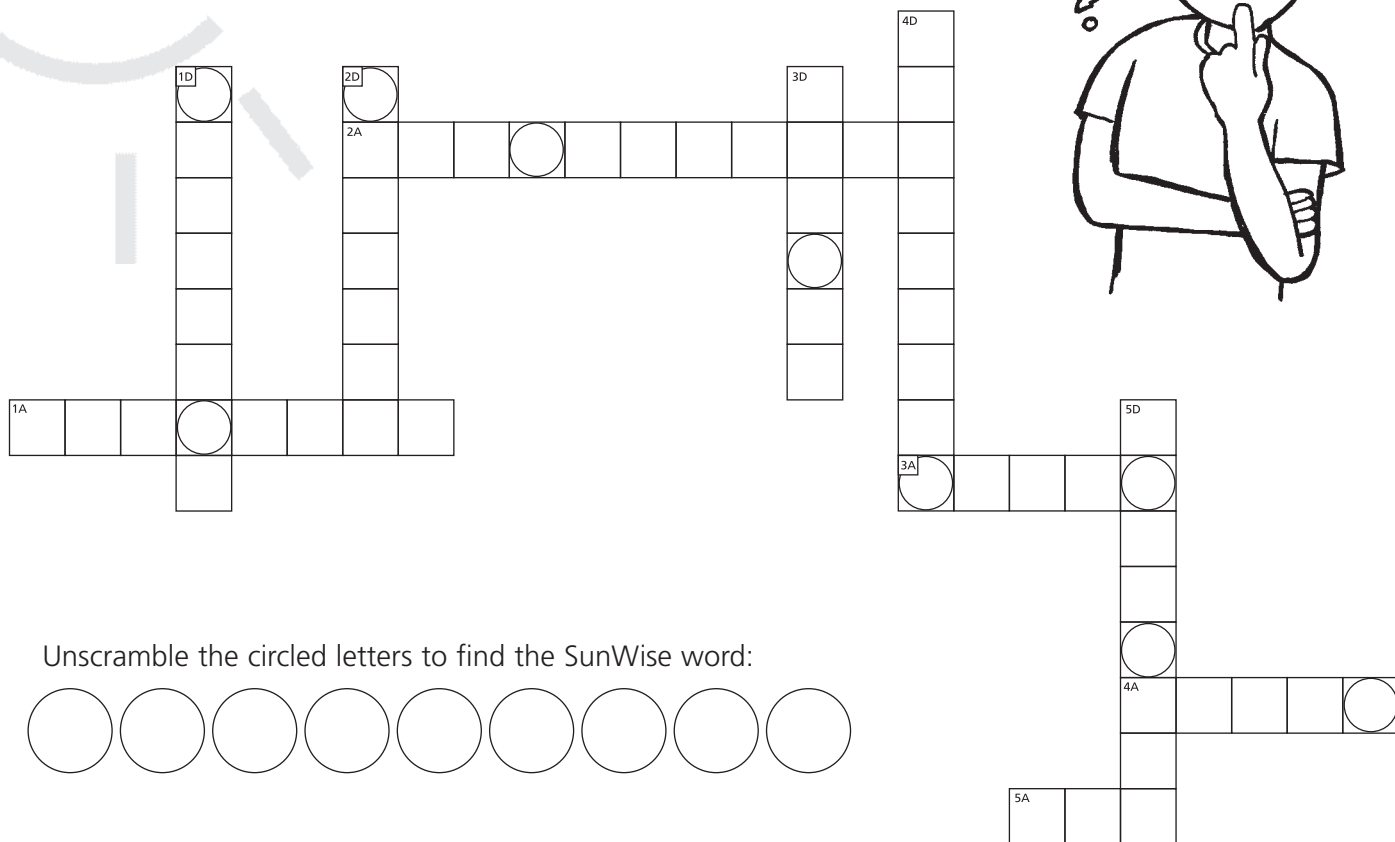 4D
1D
2D
3D
2A
1A
5D
3A
Unscramble the circled letters to find the SunWise word:
4A
5A